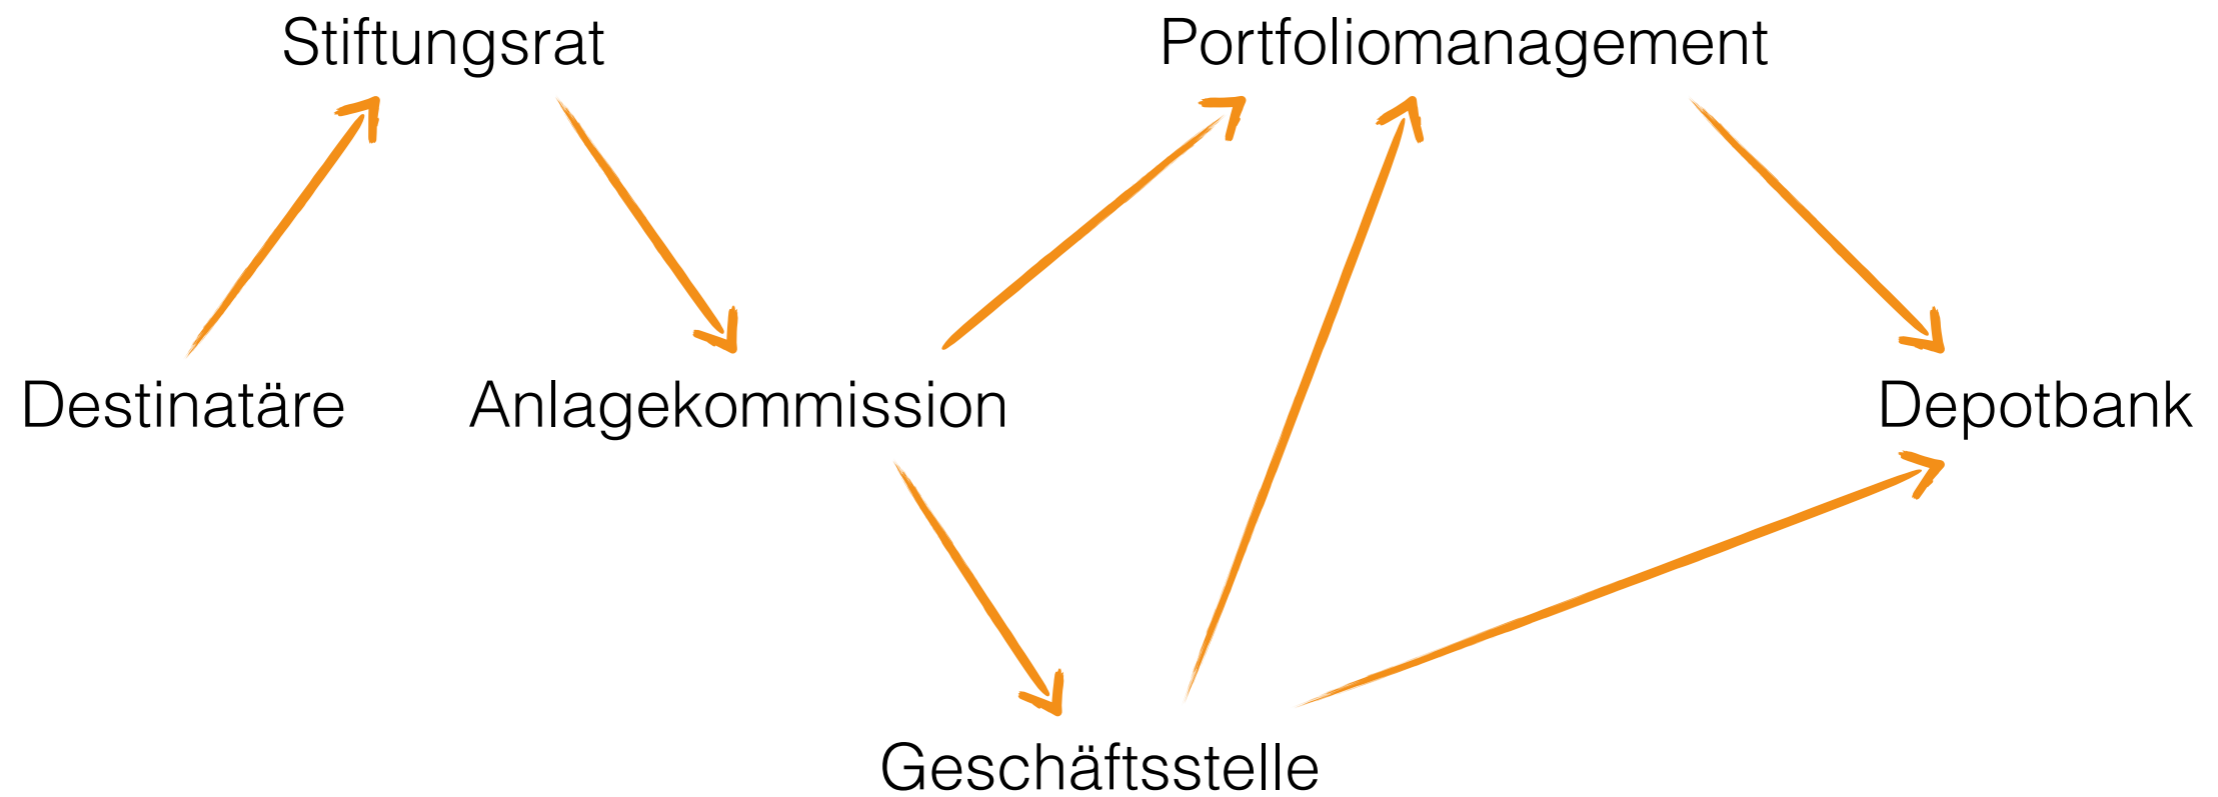 Stiftungsrat
Portfoliomanagement
Destinatäre
Anlagekommission
Depotbank
Geschäftsstelle